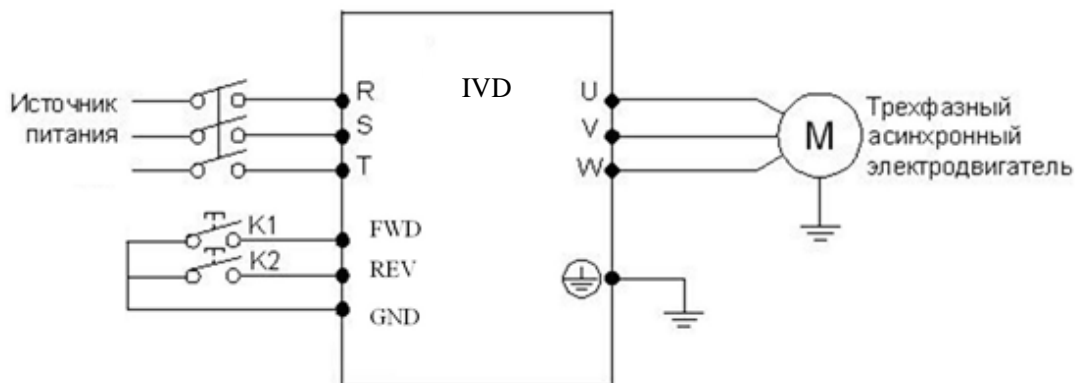 IVD
Источник
питания
R
S
T
U
V
W
M
Трехфазный
асинхронный
электродвигатель
K1
FWD
K2
REV
GND